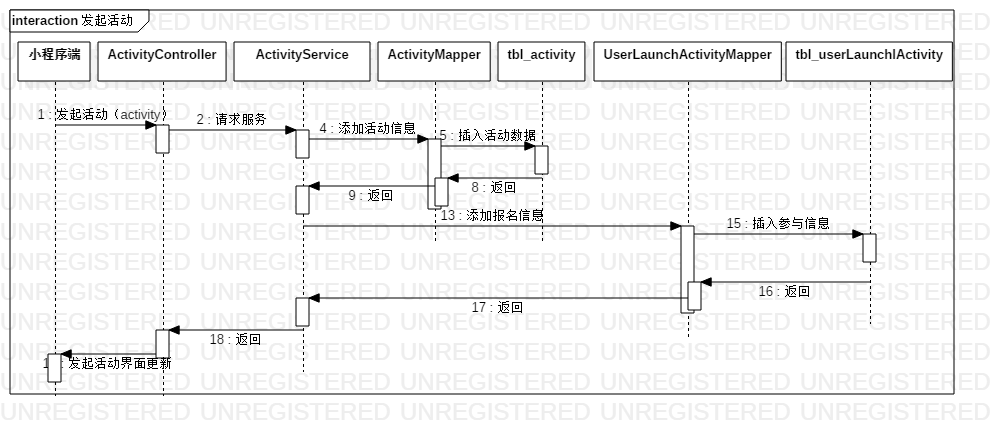 interaction 发起活动
小程序端
ActivityController
ActivityService
ActivityMapper
tbl_activity
UserLaunchActivityMapper
tbl_userLaunchlActivity
1 : 发起活动（activity）
2 : 请求服务
4 : 添加活动信息
5 : 插入活动数据
8 : 返回
9 : 返回
13 : 添加报名信息
15 : 插入参与信息
16 : 返回
17 : 返回
18 : 返回
: 发起活动界面更新
UNREGISTERED